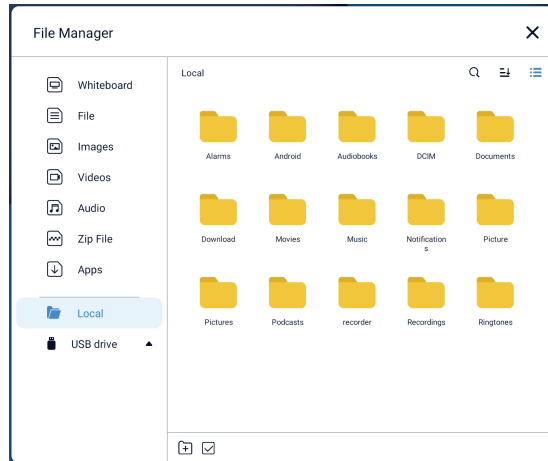 File Manager
Whiteboard
File
Images
Videos
Audio
Zip File
Apps
Local
USB drive
Local
Alarms
Android
Audiobooks
DCIM
Documents
Download
Movies
Music
Notification
s
Picture
Pictures
Podcasts
recorder
Recordings
Ringtones